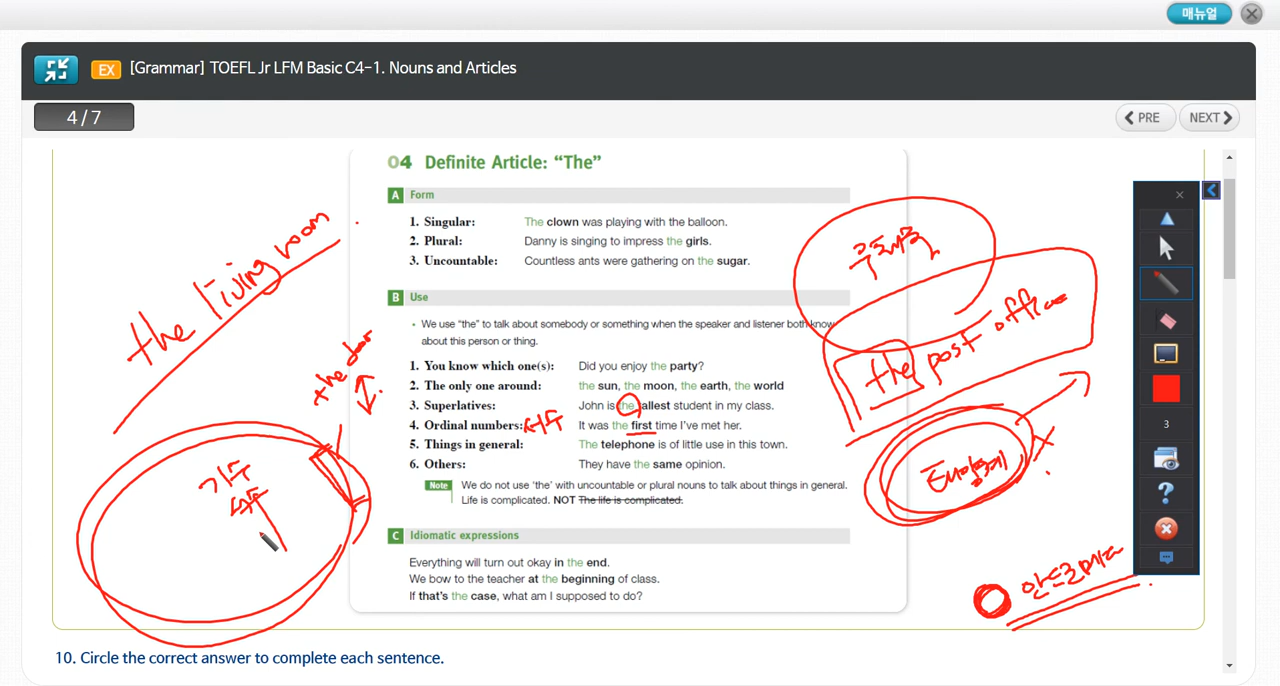 매뉴얼
EX [Grammar] TOEFL Jr LFM Basic C4-1. Nouns and Articles
4 / 7
PRE NEXT
04 Definite Article: “The”
A Form
1. Singular: The clown was playing with the balloon.
2. Plural: Danny is singing to impress the girls.
3. Uncountable: Countless ants were gathering on the sugar.
B Use
• We use “the” to talk about somebody or something when the speaker and listener both know
about this person or thing.
1. You know which one(s): Did you enjoy the party?
2. The only one around: the sun, the moon, the earth, the world
3. Superlatives: John is the tallest student in my class.
4. Ordinal numbers: 서수 It was the first time I’ve met her.
5. Things in general: The telephone is of little use in this town.
6. Others: They have the same opinion.
Note We do not use ‘the’ with uncountable or plural nouns to talk about things in general.
Life is complicated. NOT The life is complicated.
C Idiomatic expressions
Everything will turn out okay in the end.
We bow to the teacher at the beginning of class.
If that’s the case, what am I supposed to do?
the living room
the door
기수
서수
the post office
태양계
안드로메다
3
10. Circle the correct answer to complete each sentence.